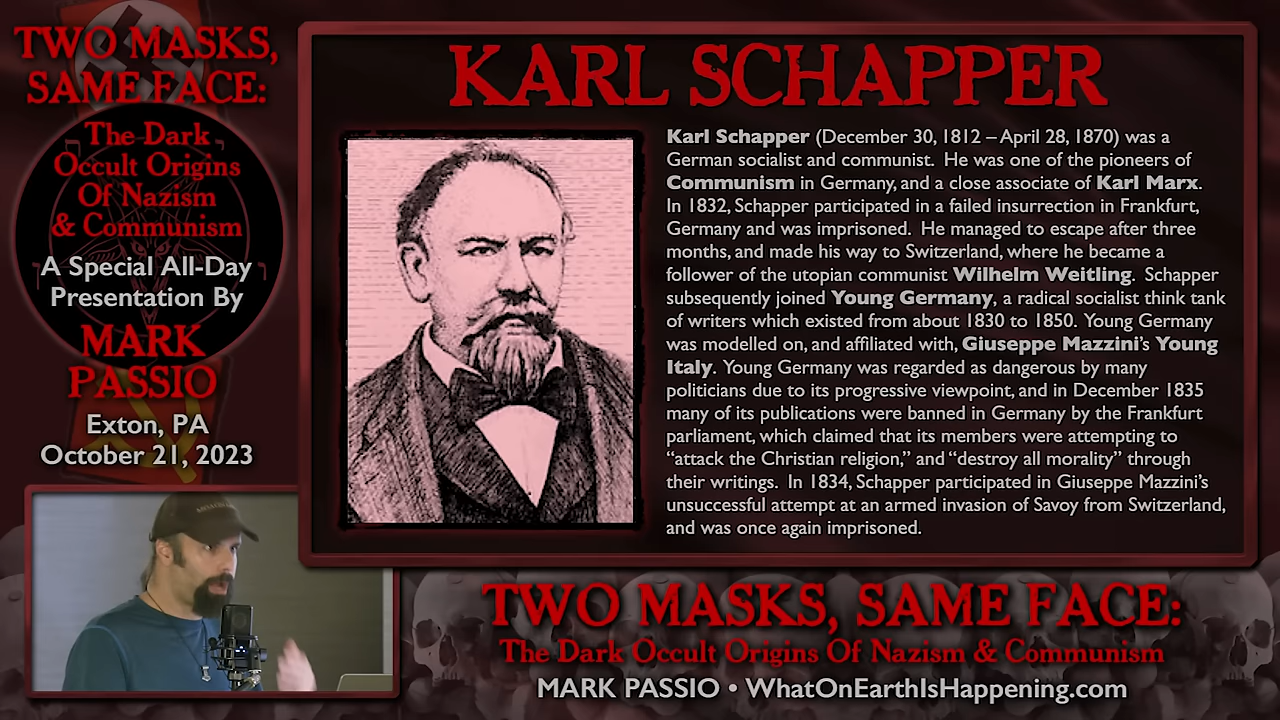 TWO MASKS,
SAME FACE:
The Dark
Occult Origins
Of Nazism
& Communism
A Special All-Day
Presentation By
MARK
PASSIO
Exton, PA
October 21, 2023
KARL SCHAPPER
Karl Schapper (December 30, 1812 – April 28, 1870) was a
German socialist and communist. He was one of the pioneers of
Communism in Germany, and a close associate of Karl Marx.
In 1832, Schapper participated in a failed insurrection in Frankfurt,
Germany and was imprisoned. He managed to escape after three
months, and made his way to Switzerland, where he became a
follower of the utopian communist Wilhelm Weitling. Schapper
subsequently joined Young Germany, a radical socialist think tank
of writers which existed from about 1830 to 1850. Young Germany
was modelled on, and affiliated with, Giuseppe Mazzini’s Young
Italy. Young Germany was regarded as dangerous by many
politicians due to its progressive viewpoint, and in December 1835
many of its publications were banned in Germany by the Frankfurt
parliament, which claimed that its members were attempting to
“attack the Christian religion,” and “destroy all morality” through
their writings. In 1834, Schapper participated in Giuseppe Mazzini’s
unsuccessful attempt at an armed invasion of Savoy from Switzerland,
and was once again imprisoned.
TWO MASKS, SAME FACE:
The Dark Occult Origins Of Nazism & Communism
MARK PASSIO • WhatOnEarthIsHappening.com